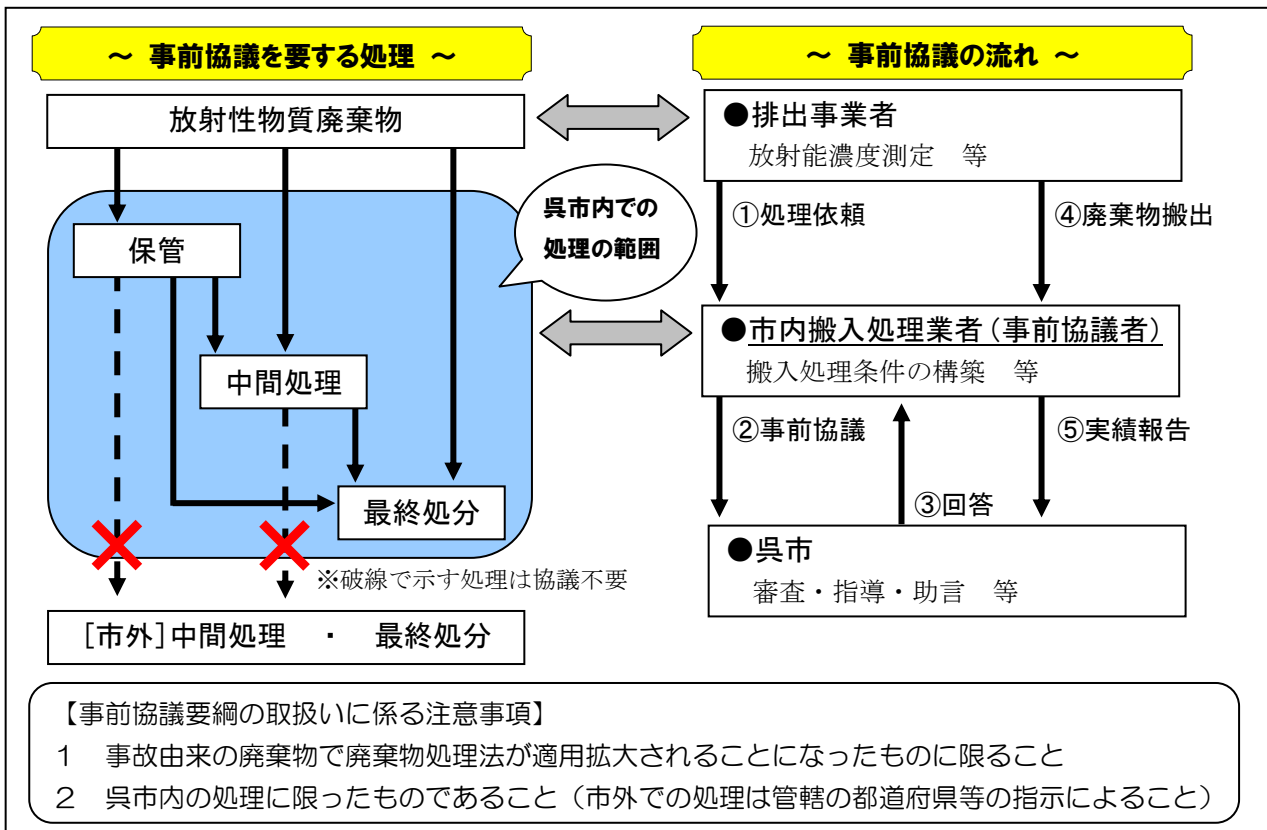 ～ 事前協議を要する処理 ～
放射性物質廃棄物
保管
中間処理
最終処分
※破線で示す処理は協議不要
［市外］中間処理　・　最終処分
呉市内での
処理の範囲
～ 事前協議の流れ ～
●排出事業者
放射能濃度測定　等
①処理依頼
④廃棄物搬出
●市内搬入処理業者（事前協議者）
搬入処理条件の構築　等
②事前協議
⑤実績報告
③回答
●呉市
審査・指導・助言　等
【事前協議要綱の取扱いに係る注意事項】
１　事故由来の廃棄物で廃棄物処理法が適用拡大されることになったものに限ること
２　呉市内の処理に限ったものであること（市外での処理は管轄の都道府県等の指示によること）